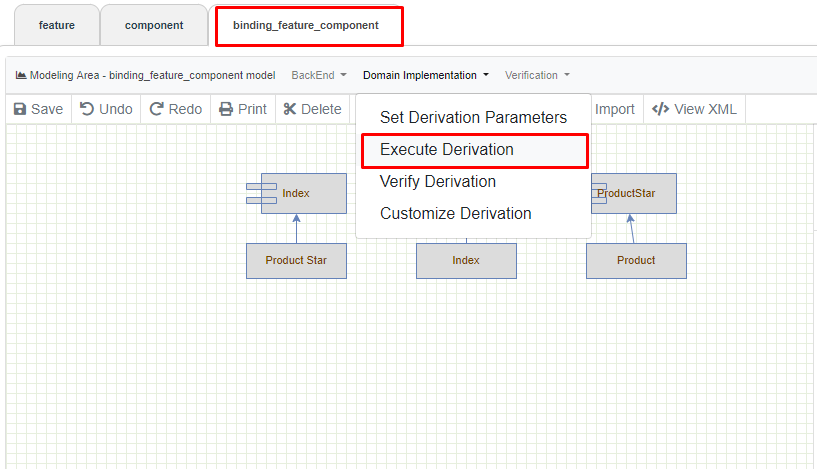 feature component binding_feature_component
Modeling Area - binding_feature_component model BackEnd Domain Implementation Verification
Save Undo Redo Print Delete Import View XML
Set Derivation Parameters
Execute Derivation
Verify Derivation
Customize Derivation
Index ProductStar
Product Star Index Product